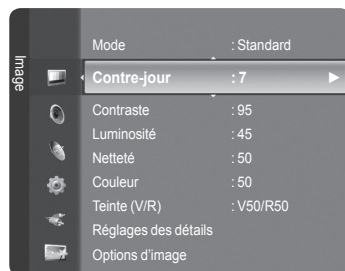 Image
Mode : Standard
Contre-jour : 7
Contraste : 95
Luminosité : 45
Netteté : 50
Couleur : 50
Teinte (V/R) : V50/R50
Réglages des détails
Options d'image